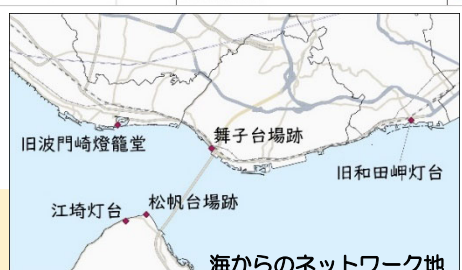 舞子台場跡
旧波門崎燈籠堂
旧和田岬灯台
松帆台場跡
江埼灯台
海からのネットワーク地